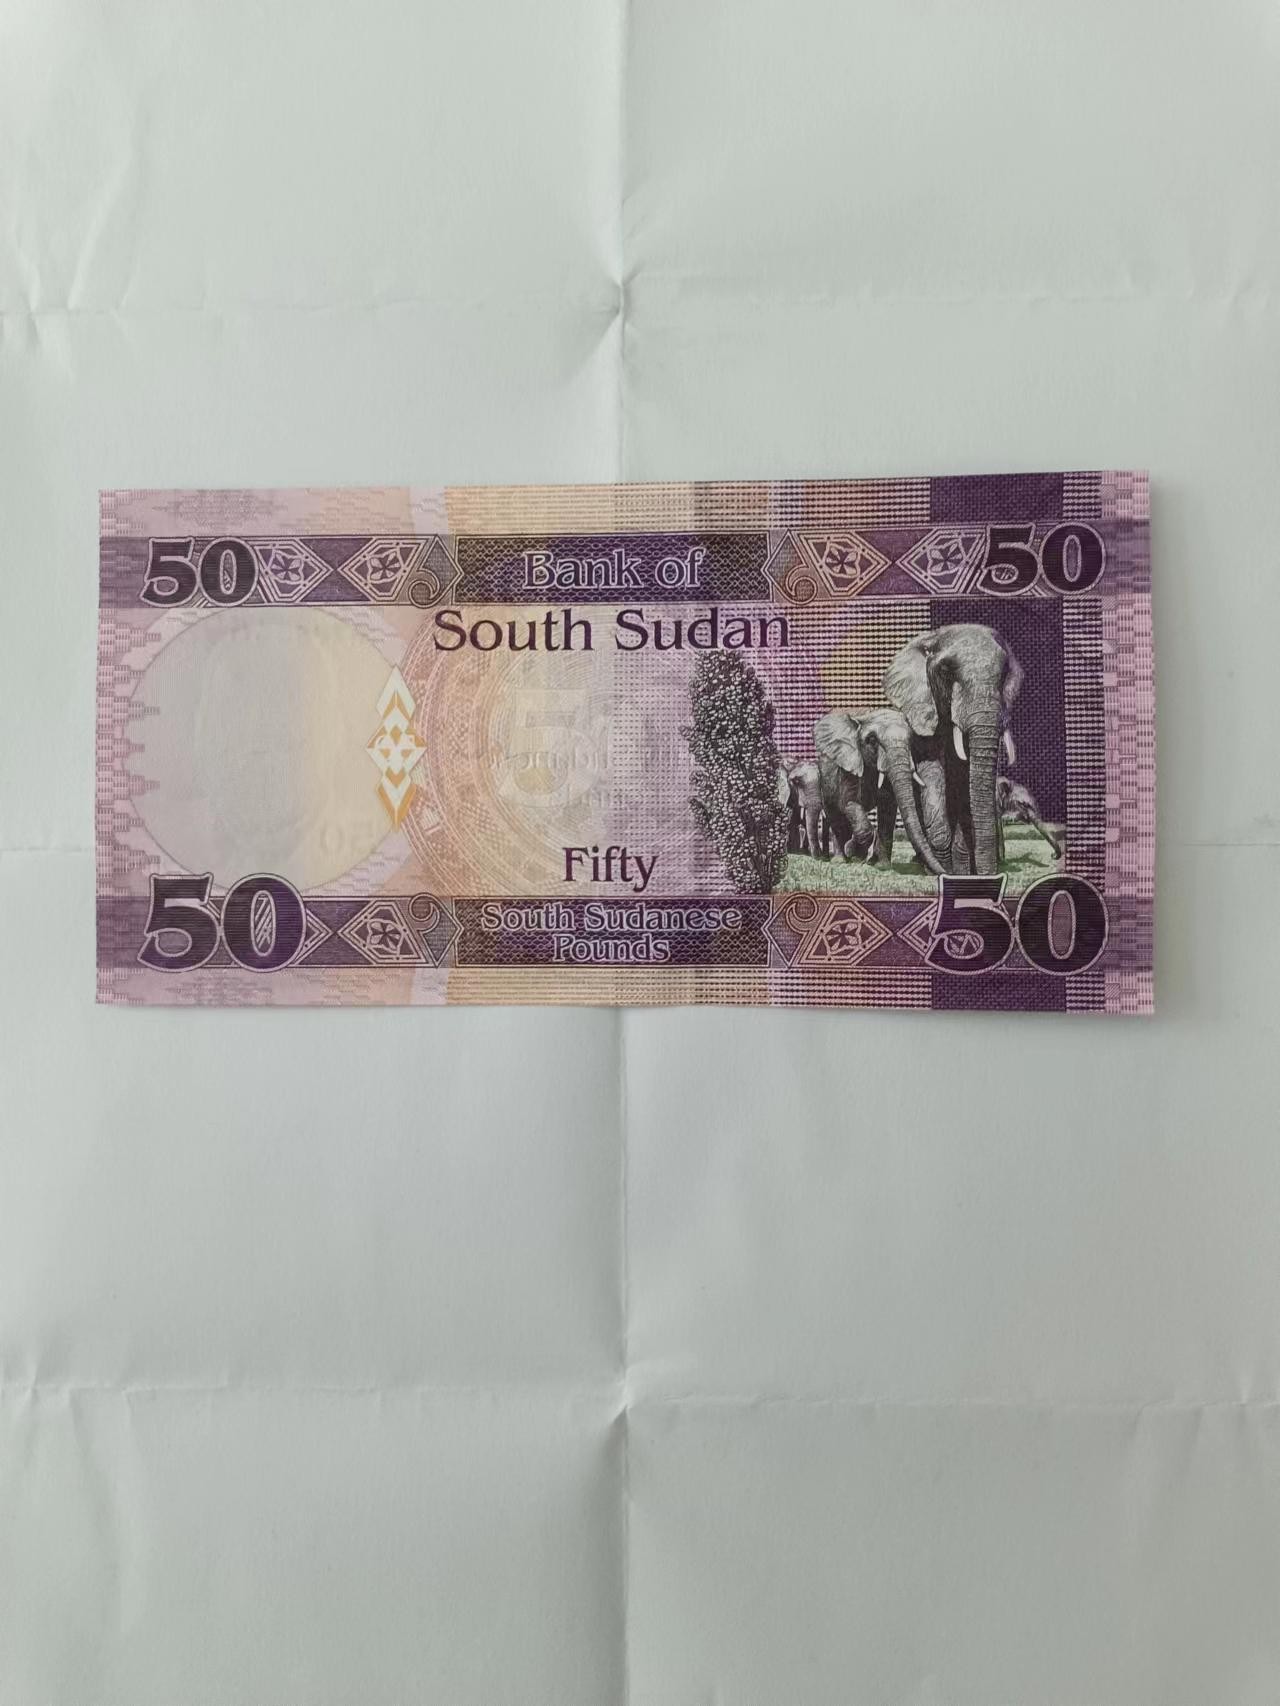 50 Bank of 50
South Sudan
Fifty
50 South Sudanese 50
Pounds